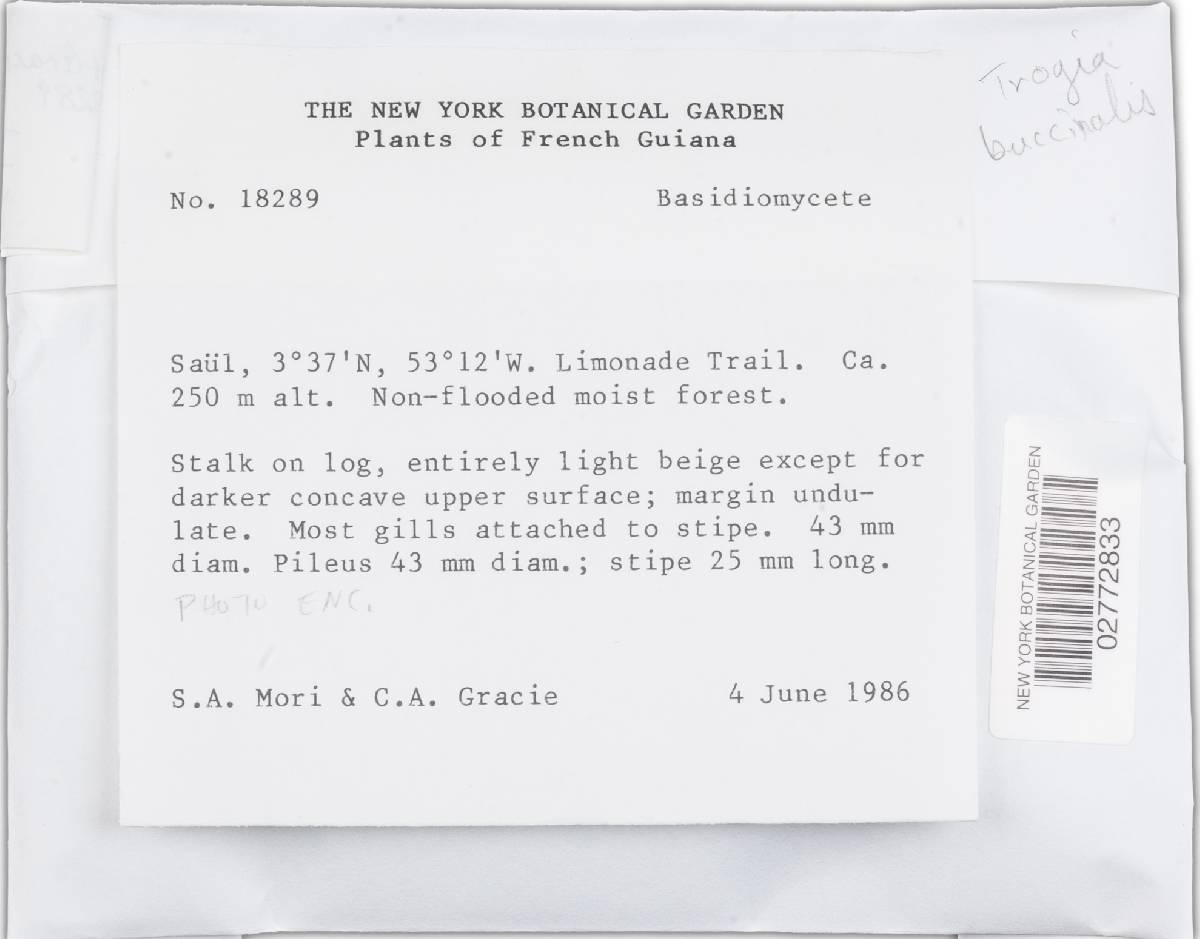 THE NEW YORK BOTANICAL GARDEN
Plants of French Guiana
Trogia
buccinalis
No. 18289 Basidiomycete
Saül, 3°37'N, 53°12'W. Limonade Trail. Ca.
250 m alt. Non-flooded moist forest.
Stalk on log, entirely light beige except for
darker concave upper surface; margin undu-
late. Most gills attached to stipe. 43 mm
diam. Pileus 43 mm diam.; stipe 25 mm long.
PHOTO ENC.
S.A. Mori & C.A. Gracie 4 June 1986
NEW YORK BOTANICAL GARDEN
02772833